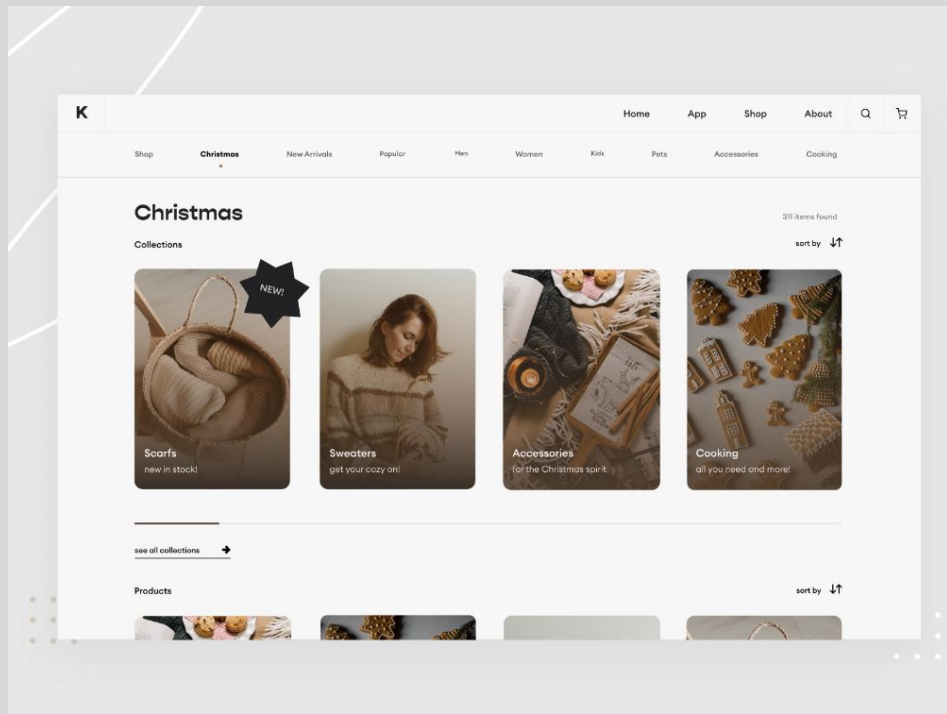 K
Home App Shop About
Shop Christmas New Arrivals Popular Men Women Kids Pets Accessories Cooking
Christmas
311 items found
Collections
sort by
NEW!
Scarfs
new in stock!
Sweaters
get your cozy on!
Accessories
for the Christmas spirit
Cooking
all you need and more!
see all collections
Products
sort by